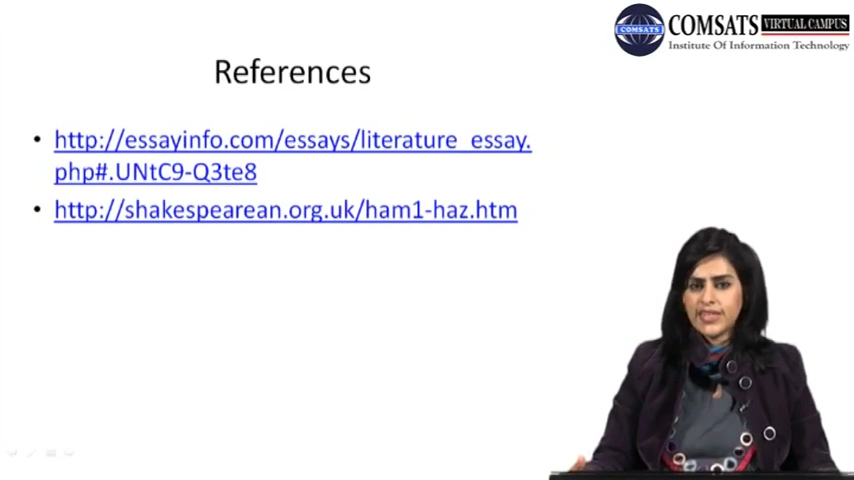 COMSATS VIRTUAL CAMPUS
COMSATS
Institute Of Information Technology
References
• http://essayinfo.com/essays/literature_essay.
php#.UNtC9-Q3te8
• http://shakespearean.org.uk/ham1-haz.htm